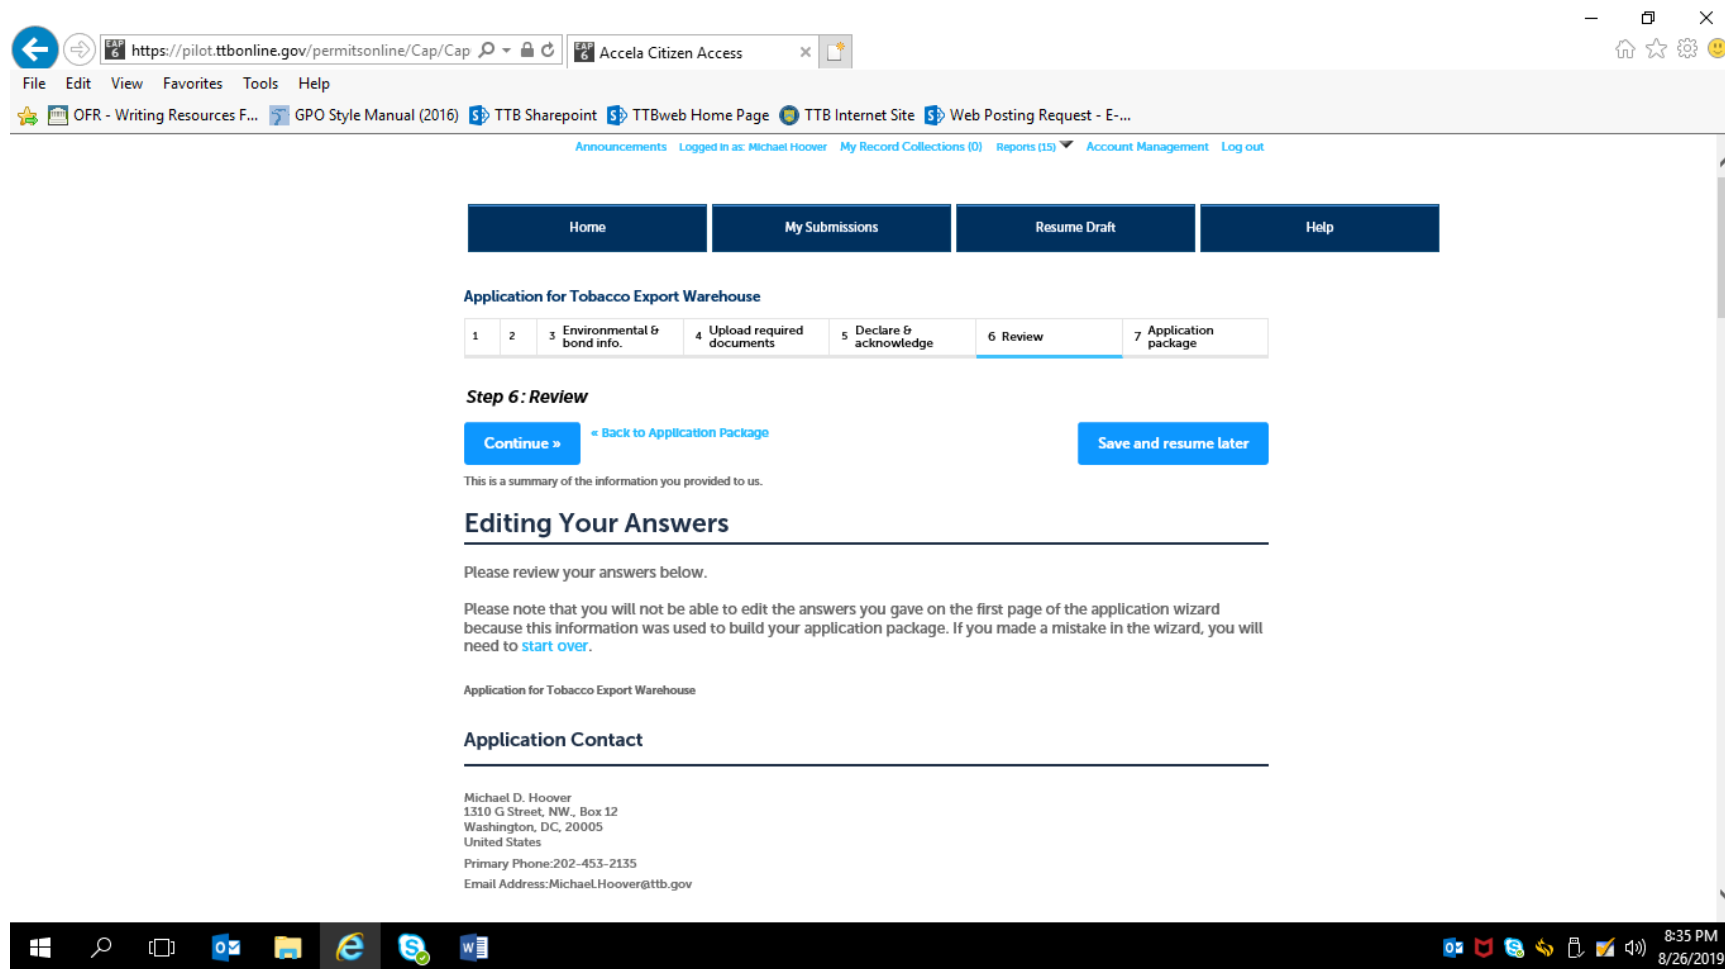 https://pilot.ttbonline.gov/permitsonline/Cap/Cap
EAP 6 Accela Citizen Access
File Edit View Favorites Tools Help
OFR - Writing Resources F... GPO Style Manual (2016) TTB Sharepoint TTBweb Home Page TTB Internet Site Web Posting Request - E-...
Announcements Logged in as: Michael Hoover My Record Collections (0) Reports (15) Account Management Log out
Home My Submissions Resume Draft Help
Application for Tobacco Export Warehouse
1 2 3 Environmental & bond info. 4 Upload required documents 5 Declare & acknowledge 6 Review 7 Application package
Step 6: Review
Continue » « Back to Application Package Save and resume later
This is a summary of the information you provided to us.
Editing Your Answers
Please review your answers below.
Please note that you will not be able to edit the answers you gave on the first page of the application wizard
because this information was used to build your application package. If you made a mistake in the wizard, you will
need to start over.
Application for Tobacco Export Warehouse
Application Contact
Michael D. Hoover
1310 G Street, NW., Box 12
Washington, DC, 20005
United States
Primary Phone:202-453-2135
Email Address:Michael.Hoover@ttb.gov
8:35 PM
8/26/2019